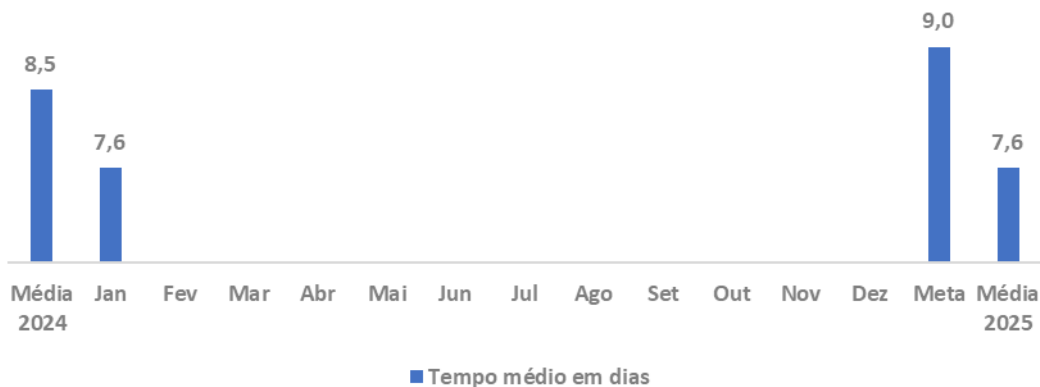 9,0
8,5
7,6
7,6
Média Jan Fev Mar Abr Mai Jun Jul Ago Set Out Nov Dez Meta Média
2024 2025
Tempo médio em dias